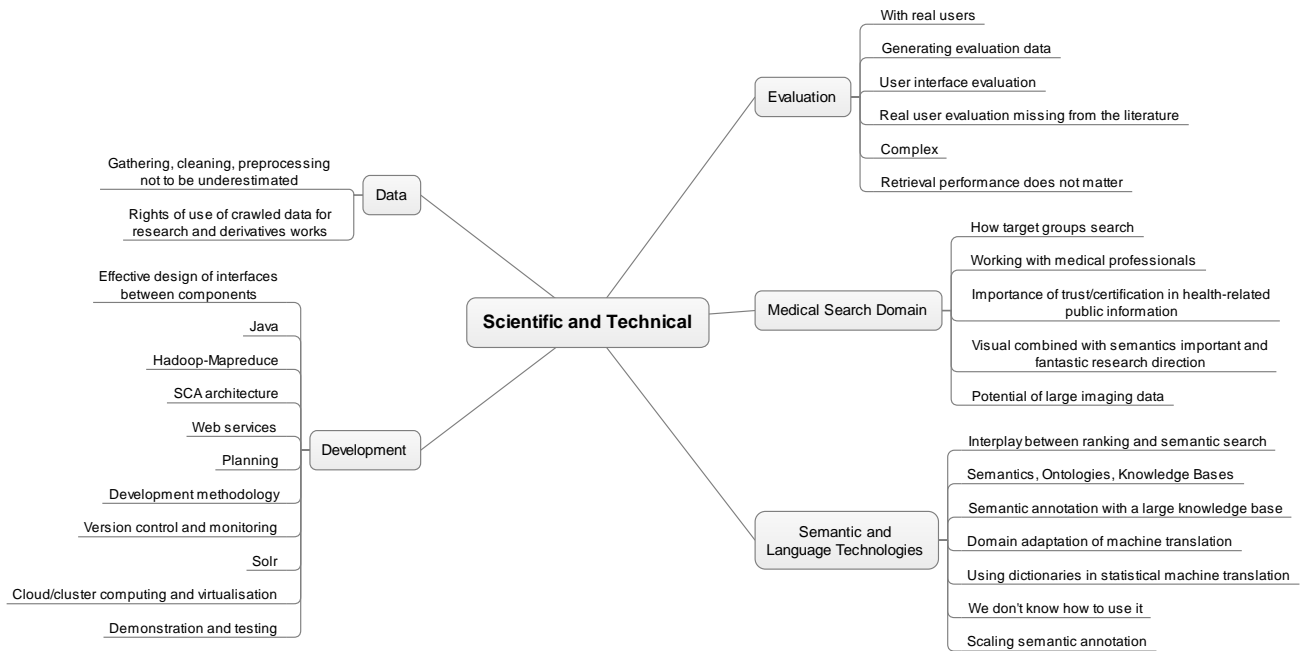 Scientific and Technical
Evaluation
With real users
Generating evaluation data
User interface evaluation
Real user evaluation missing from the literature
Complex
Retrieval performance does not matter
Medical Search Domain
How target groups search
Working with medical professionals
Importance of trust/certification in health-related
public information
Visual combined with semantics important and
fantastic research direction
Potential of large imaging data
Semantic and
Language Technologies
Interplay between ranking and semantic search
Semantics, Ontologies, Knowledge Bases
Semantic annotation with a large knowledge base
Domain adaptation of machine translation
Using dictionaries in statistical machine translation
We don't know how to use it
Scaling semantic annotation
Data
Gathering, cleaning, preprocessing
not to be underestimated
Rights of use of crawled data for
research and derivatives works
Development
Effective design of interfaces
between components
Java
Hadoop-Mapreduce
SCA architecture
Web services
Planning
Development methodology
Version control and monitoring
Solr
Cloud/cluster computing and virtualisation
Demonstration and testing